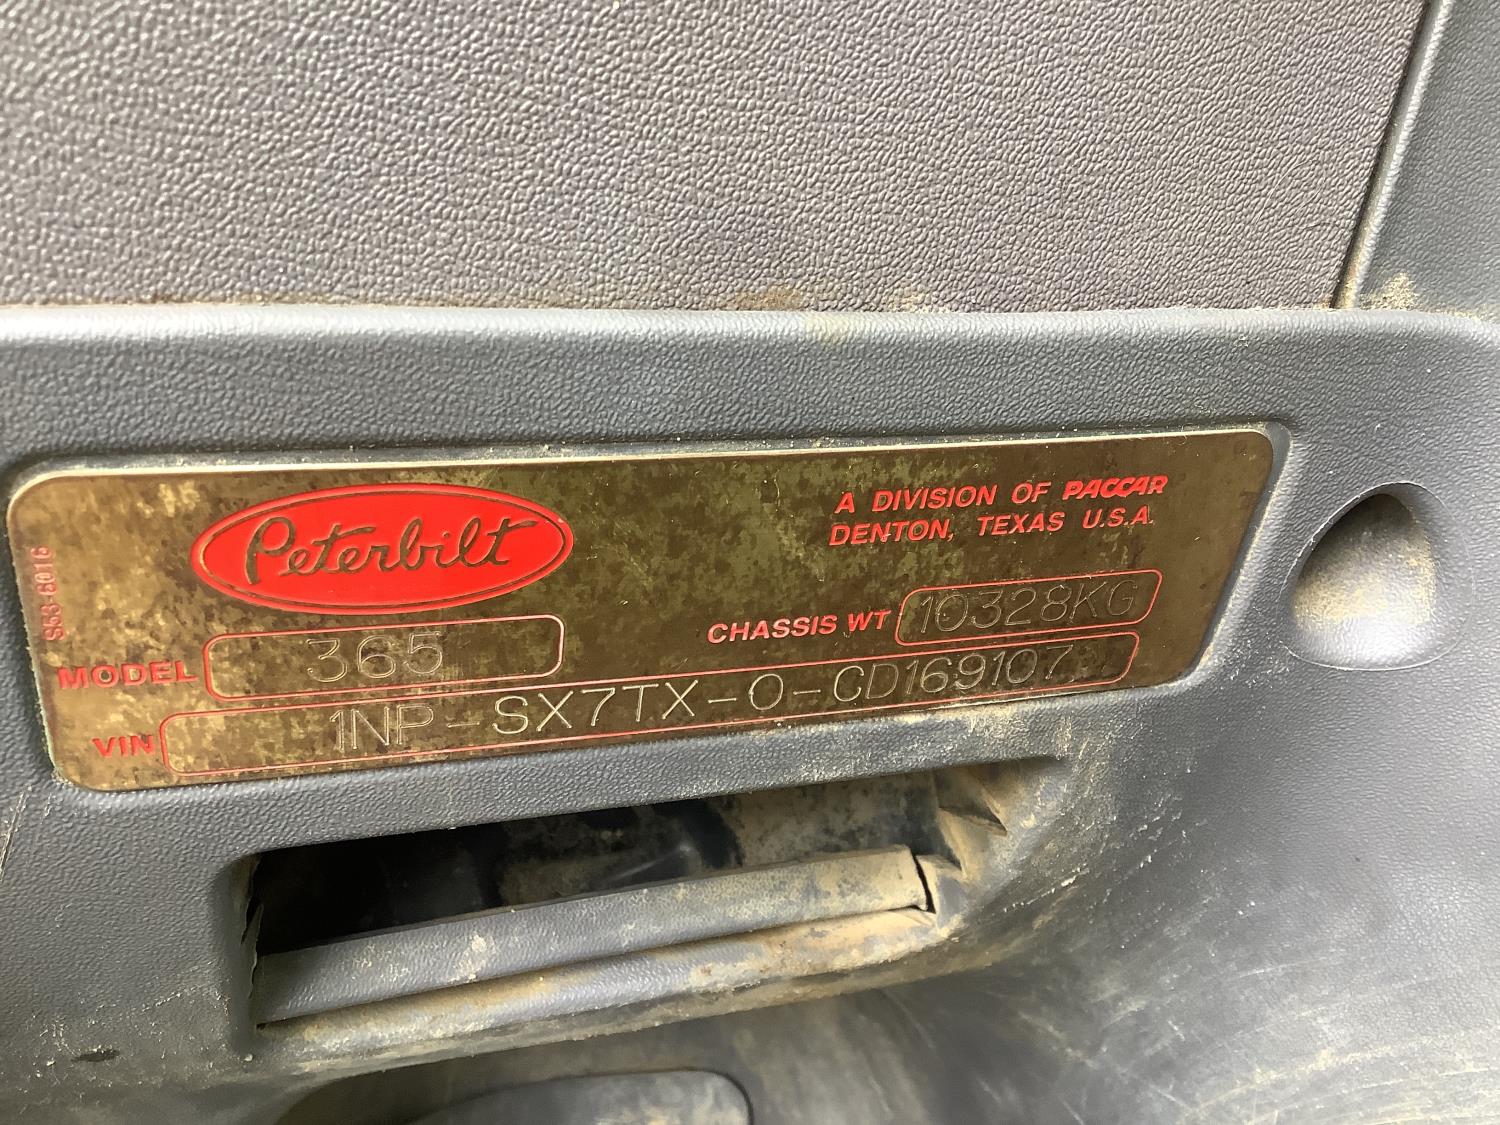 Peterbilt
A DIVISION OF PACCAR
DENTON, TEXAS U.S.A.
S53-6016
MODEL 365
CHASSIS WT 10328KG
VIN 1NP-SX7TX-0-CD169107